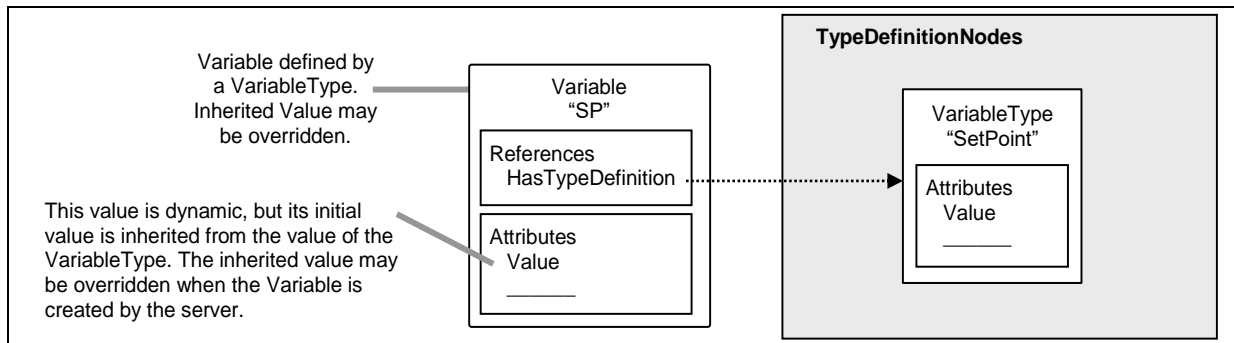 TypeDefinitionNodes
Variable defined by
a VariableType.
Inherited Value may
be overridden.
Variable
“SP”
References
HasTypeDefinition
VariableType
“SetPoint”
Attributes
Value
______
This value is dynamic, but its initial
value is inherited from the value of the
VariableType. The inherited value may
be overridden when the Variable is
created by the server.
Attributes
Value
______